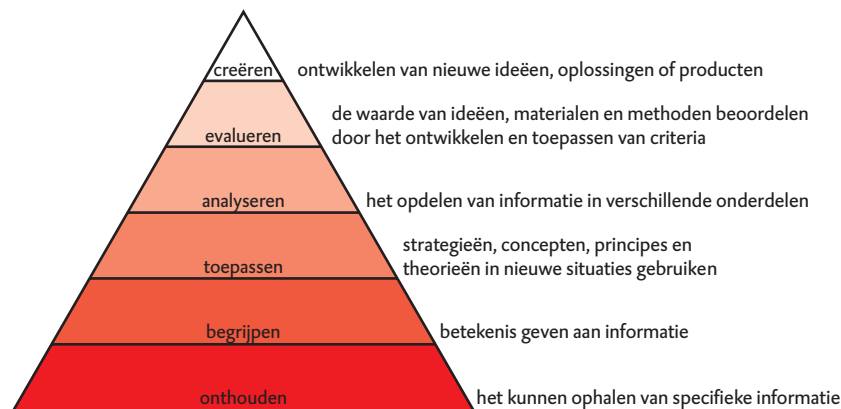 creëren
ontwikkelen van nieuwe ideëen, oplossingen of producten
evalueren
de waarde van ideëen, materialen en methoden beoordelen
door het ontwikkelen en toepassen van criteria
analyseren
het opdelen van informatie in verschillende onderdelen
toepassen
strategieën, concepten, principes en
theorieën in nieuwe situaties gebruiken
begrijpen
betekenis geven aan informatie
onthouden
het kunnen ophalen van specifieke informatie